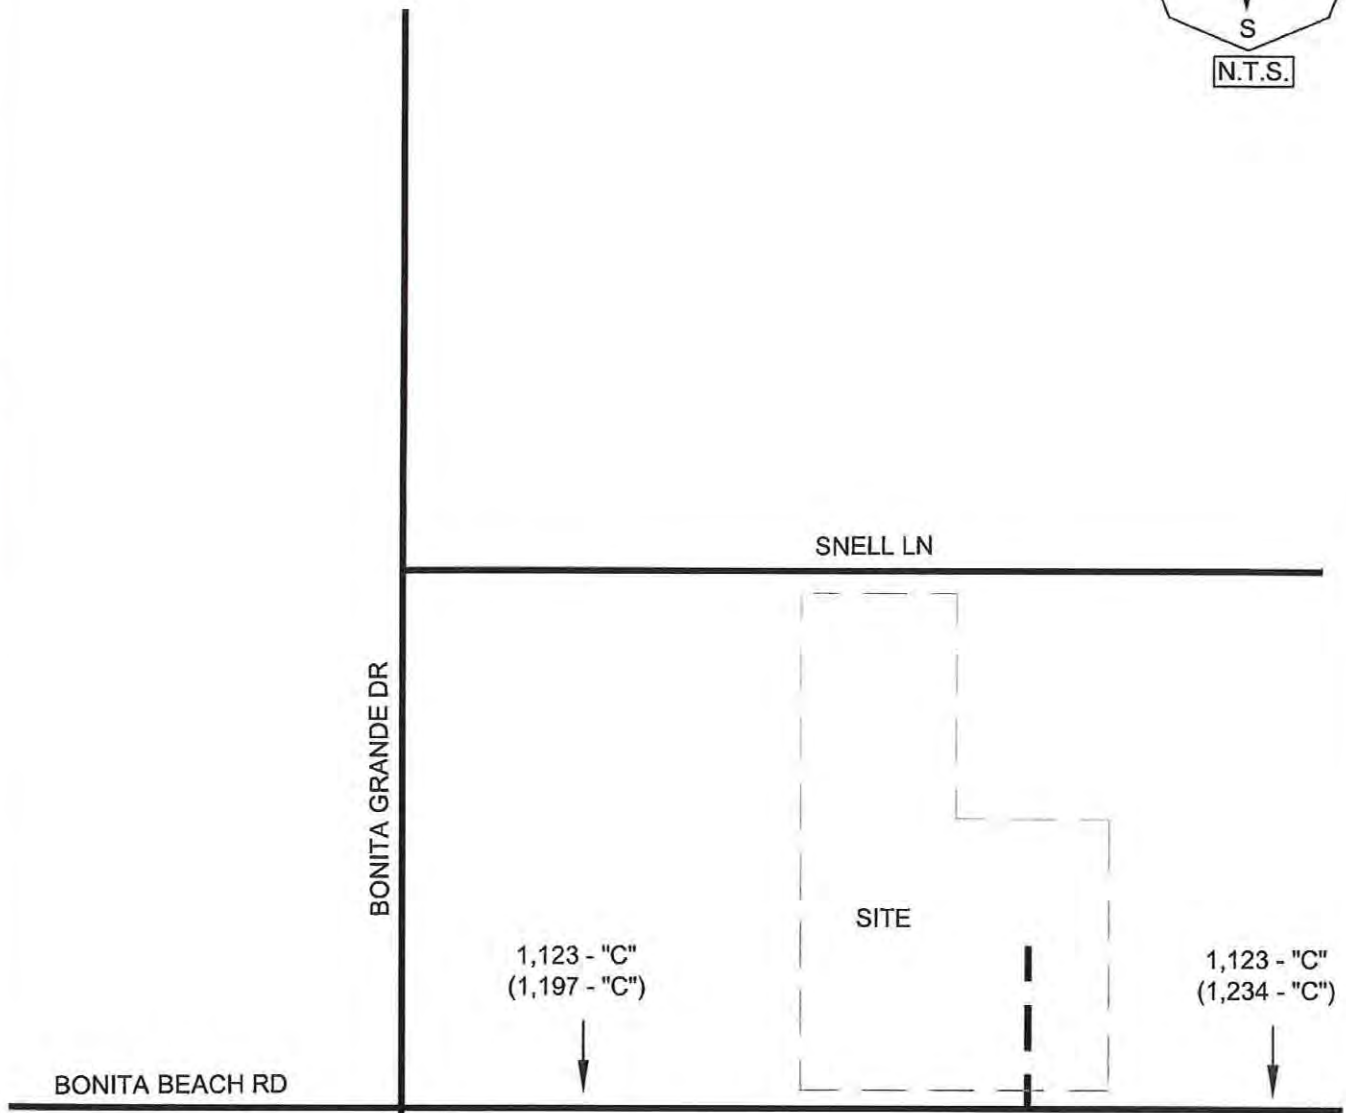 S
N.T.S.
SNELL LN
BONITA GRANDE DR
SITE
1,123 - "C"
(1,197 - "C")
1,123 - "C"
(1,234 - "C")
BONITA BEACH RD